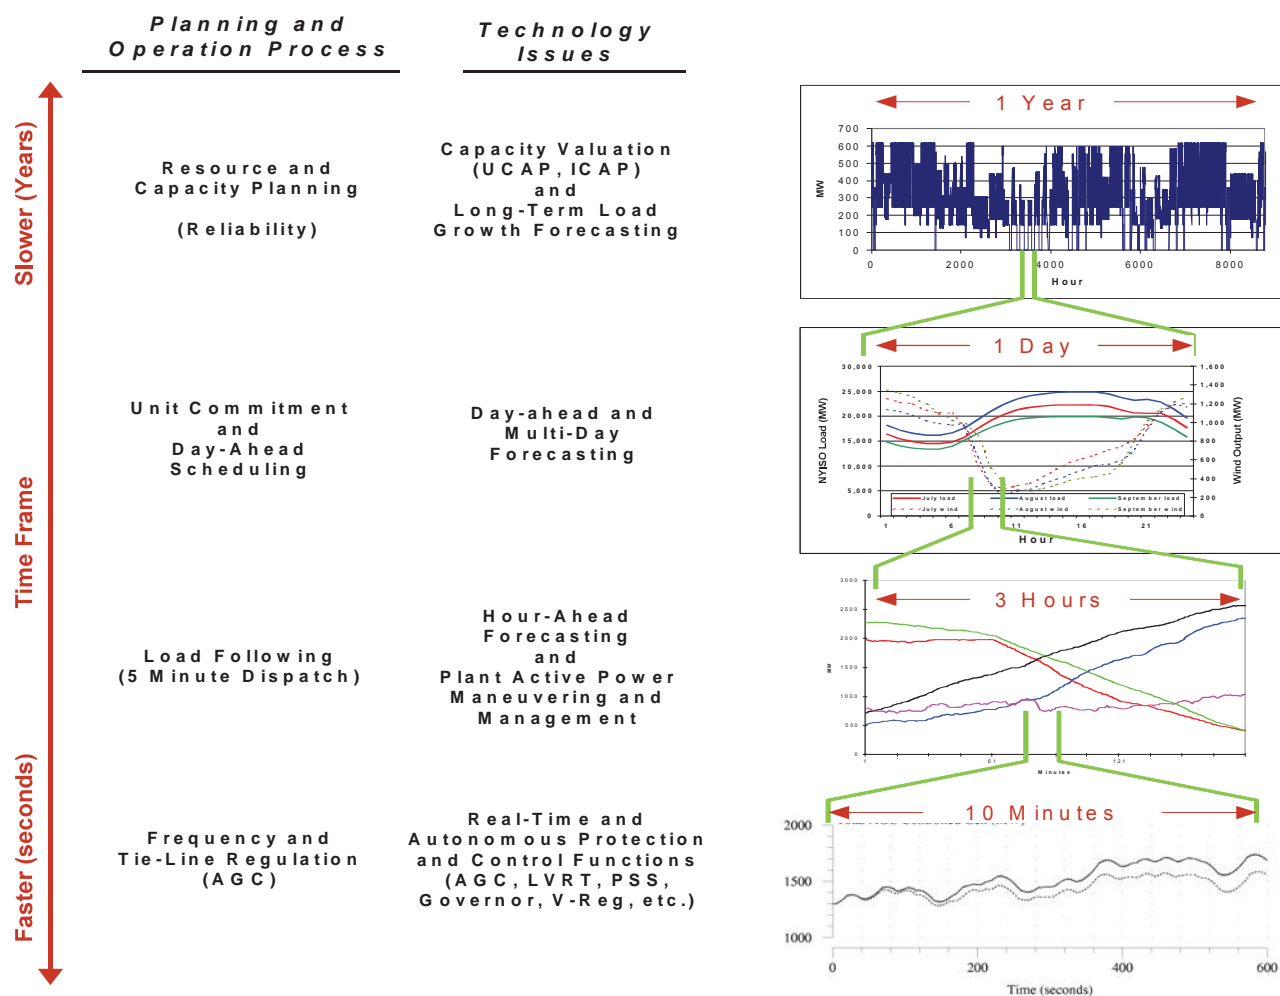 Planning and
Operation Process
Technology
Issues
Slower (Years)
Time Frame
Faster (seconds)
Resource and
Capacity Planning
(Reliability)
Capacity Valuation
(UCAP, ICAP)
and
Long-Term Load
Growth Forecasting
Unit Commitment
and
Day-Ahead
Scheduling
Day-ahead and
Multi-Day
Forecasting
Load Following
(5 Minute Dispatch)
Hour-Ahead
Forecasting
and
Plant Active Power
Maneuvering and
Management
Frequency and
Tie-Line Regulation
(AGC)
Real-Time and
Autonomous Protection
and Control Functions
(AGC, LVRT, PSS,
Governor, V-Reg, etc.)
1 Year
700
600
500
400
300
200
100
0
MW
0 2000 4000 6000 8000
Hour
1 Day
30,000
25,000
20,000
15,000
10,000
5,000
0
NYISO Load (MW)
1,600
1,400
1,200
1,000
800
600
400
200
0
Wind Output (MW)
July load August load September load
July wind August wind September wind
1 6 11 16 21
Hour
3 Hours
3000
2500
2000
1500
1000
500
0
MW
1 61 121
Minutes
10 Minutes
2000
1500
1000
0 200 400 600
Time (seconds)